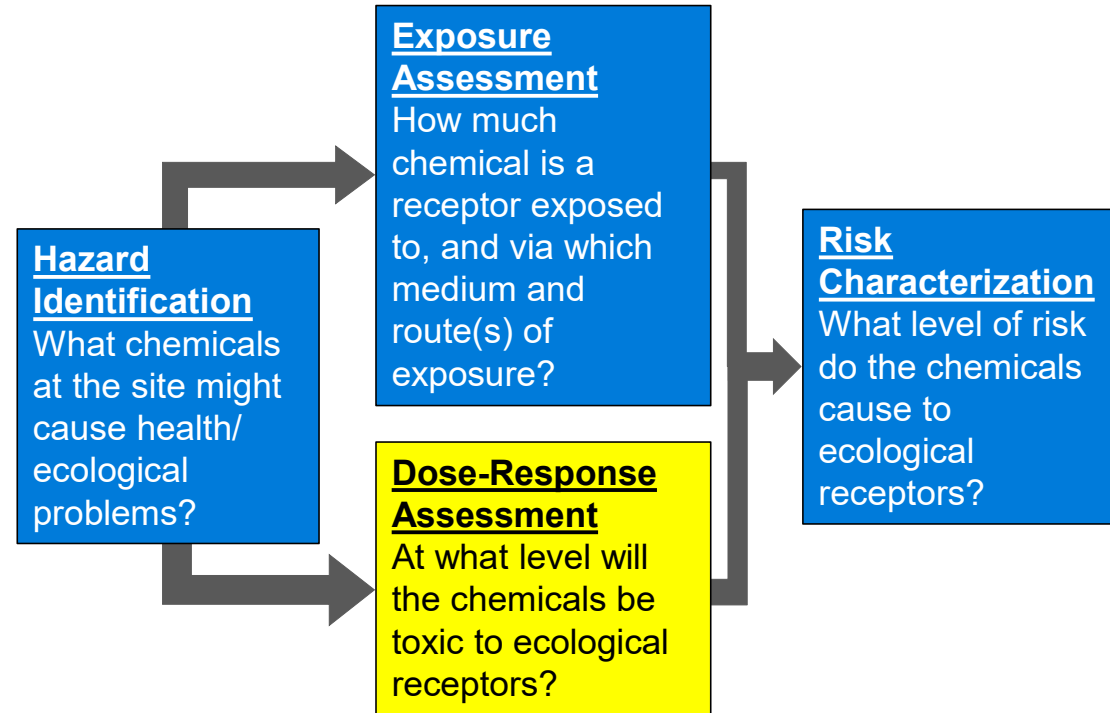 Hazard
Identification
What chemicals
at the site might
cause health/
ecological
problems?
Exposure
Assessment
How much
chemical is a
receptor exposed
to, and via which
medium and
route(s) of
exposure?
Dose-Response
Assessment
At what level will
the chemicals be
toxic to ecological
receptors?
Risk
Characterization
What level of risk
do the chemicals
cause to
ecological
receptors?